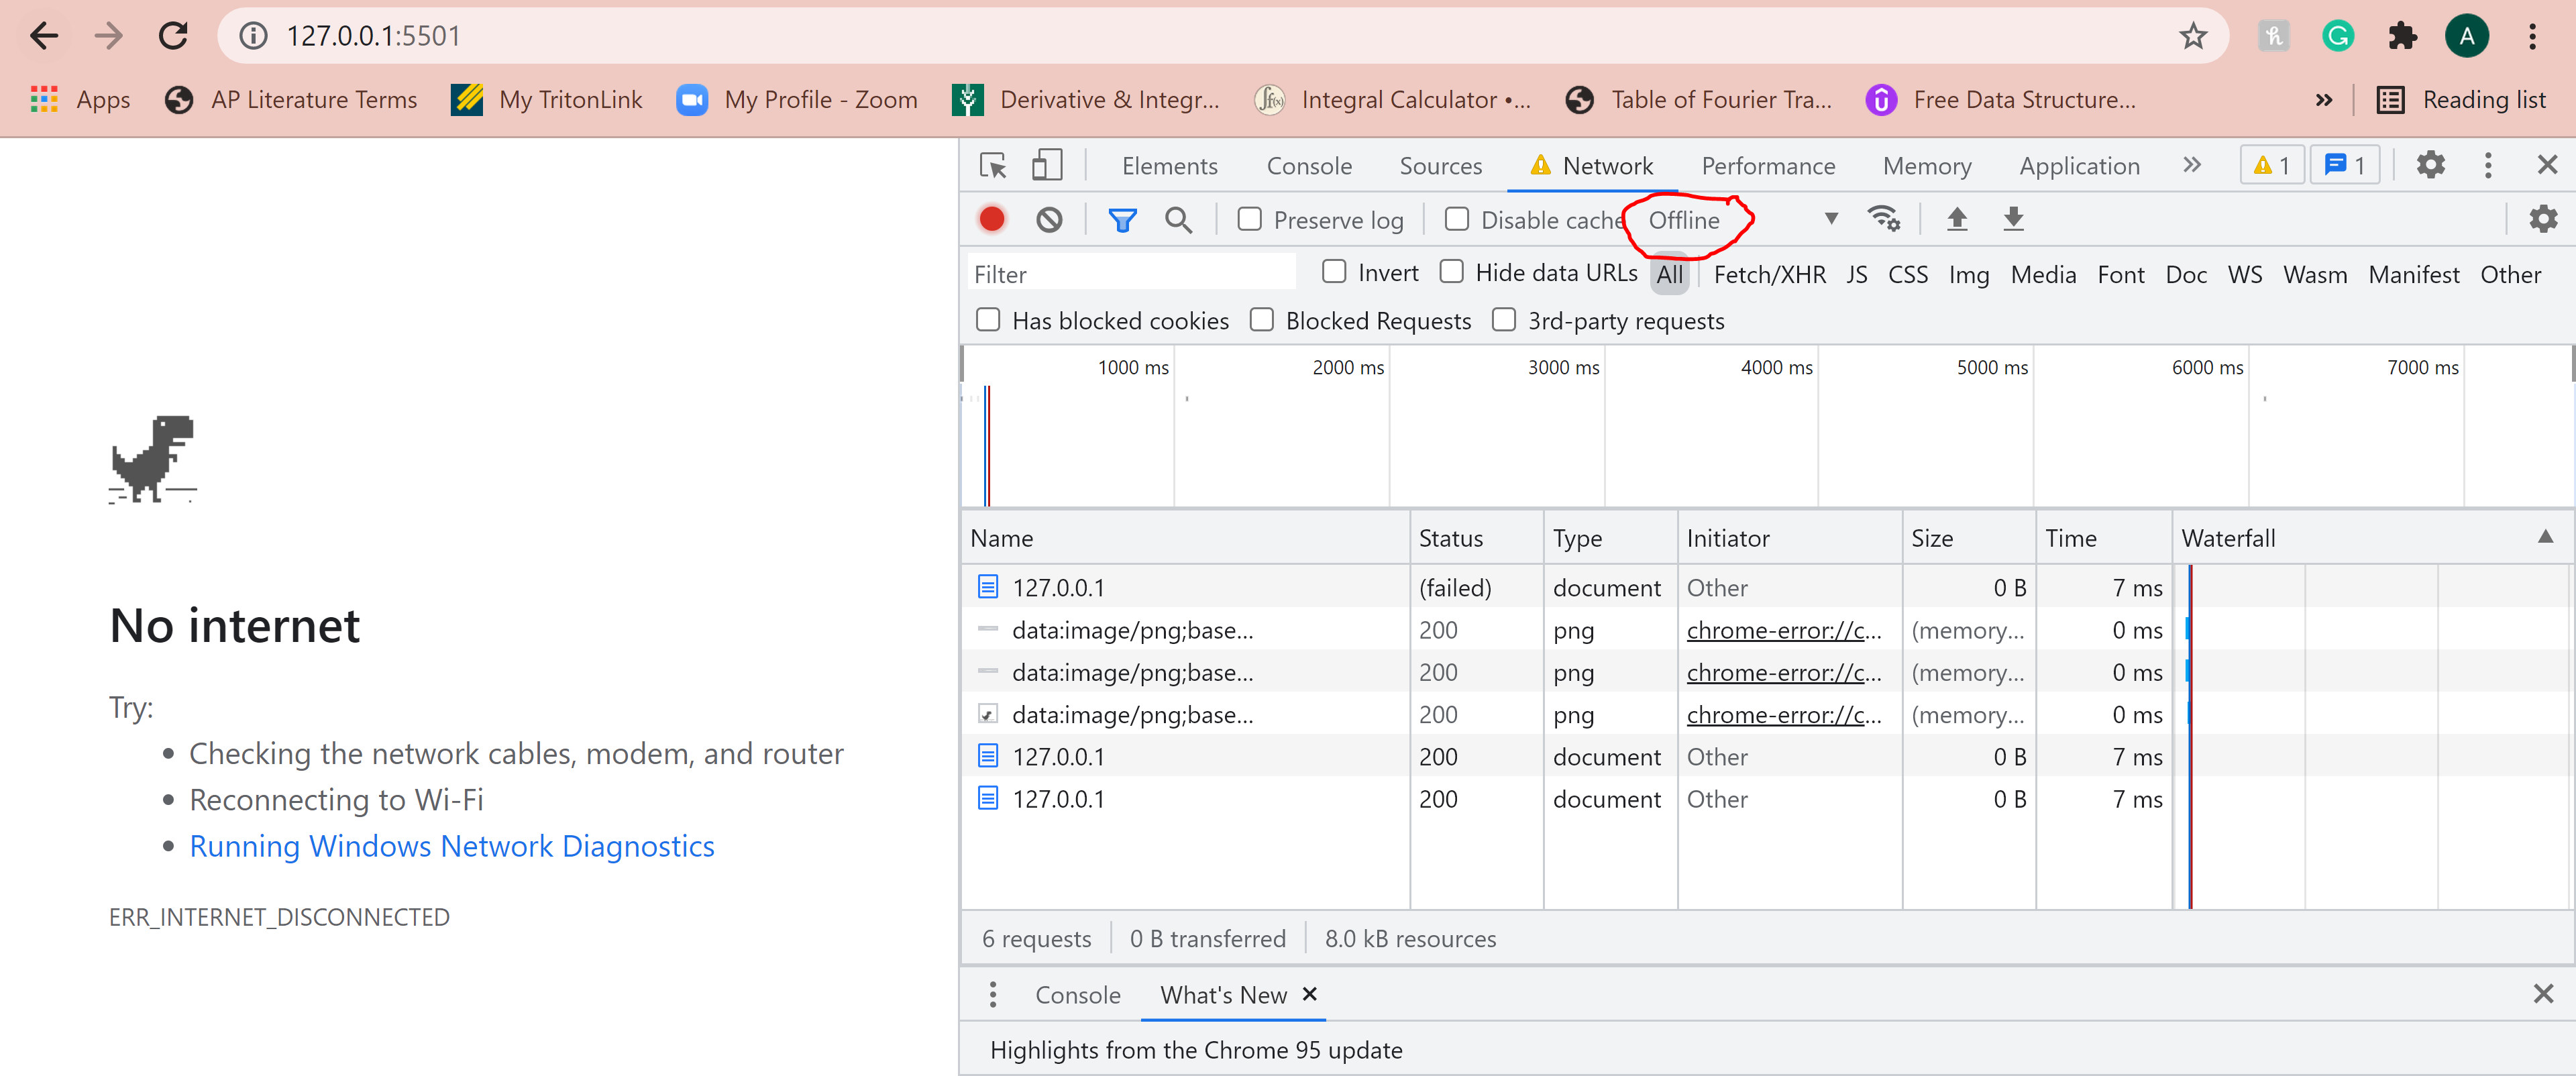 127.0.0.1:5501
A
Apps AP Literature Terms My TritonLink My Profile - Zoom Derivative & Integr... Integral Calculator •... Table of Fourier Tra... Free Data Structure... » Reading list
Elements Console Sources Network Performance Memory Application » 1 1
Preserve log Disable cache Offline
Filter Invert Hide data URLs All Fetch/XHR JS CSS Img Media Font Doc WS Wasm Manifest Other
Has blocked cookies Blocked Requests 3rd-party requests
1000 ms 2000 ms 3000 ms 4000 ms 5000 ms 6000 ms 7000 ms
Name Status Type Initiator Size Time Waterfall
127.0.0.1 (failed) document Other 0 B 7 ms
data:image/png;base... 200 png chrome-error://c... (memory... 0 ms
data:image/png;base... 200 png chrome-error://c... (memory... 0 ms
data:image/png;base... 200 png chrome-error://c... (memory... 0 ms
127.0.0.1 200 document Other 0 B 7 ms
127.0.0.1 200 document Other 0 B 7 ms
6 requests 0 B transferred 8.0 kB resources
Console What's New
Highlights from the Chrome 95 update
No internet
Try:
• Checking the network cables, modem, and router
• Reconnecting to Wi-Fi
• Running Windows Network Diagnostics
ERR_INTERNET_DISCONNECTED